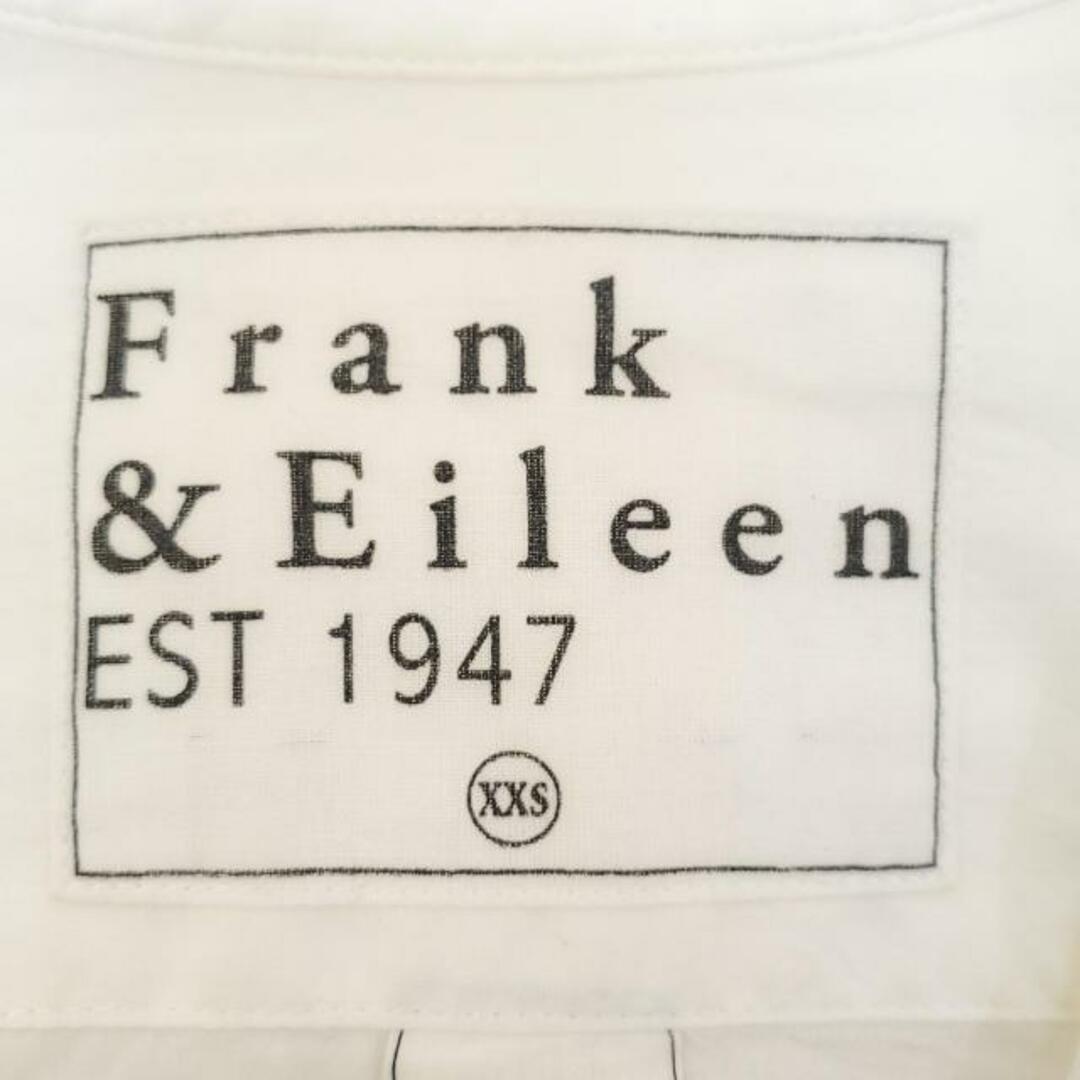 Frank
& Eileen
EST 1947
XXS